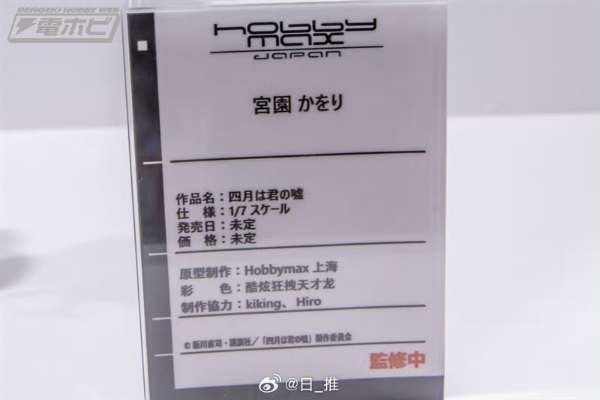 DENGEKI HOBBY WEB
電ホビ
hobby
max
JAPAN
宮園 かをり
作品名：四月は君の嘘
仕　様：1/7 スケール
発売日：未定
価　格：未定
原型制作：Hobbymax 上海
彩　　色：酷炫狂拽天才龙
制作協力：kiking、Hiro
© 新川直司・講談社／「四月は君の嘘」製作委員会
監修中
@日_推